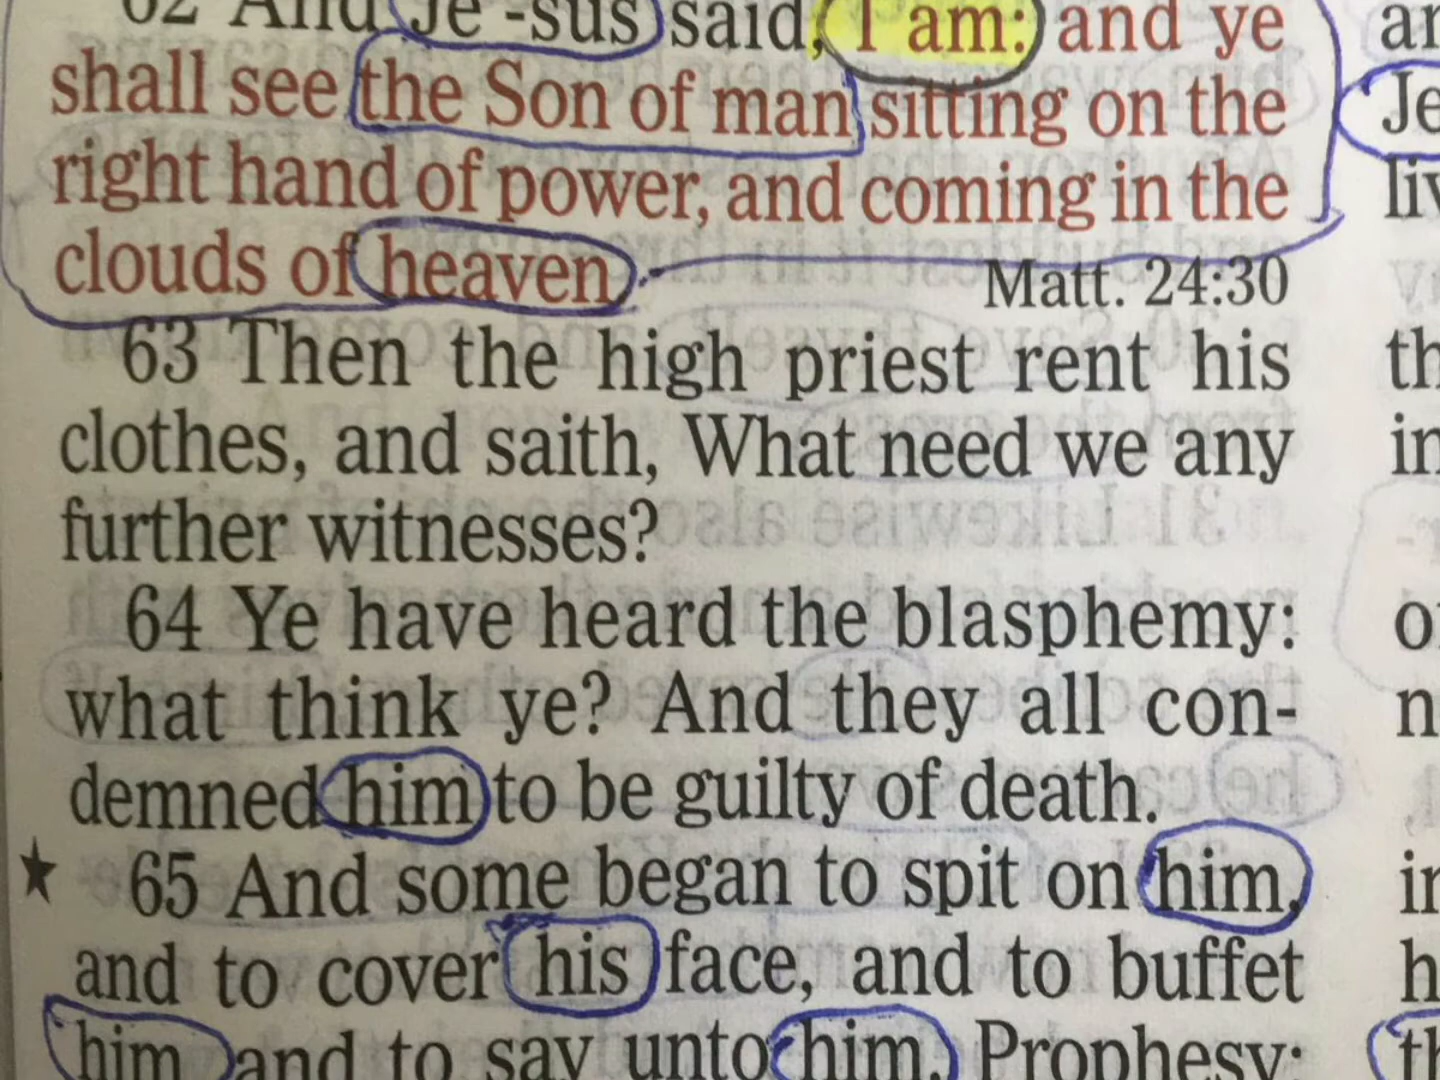 62 And Je-sus said, I am: and ye
shall see the Son of man sitting on the
right hand of power, and coming in the
clouds of heaven.
Matt. 24:30
63 Then the high priest rent his
clothes, and saith, What need we any
further witnesses?
64 Ye have heard the blasphemy:
what think ye? And they all con-
demned him to be guilty of death.
★ 65 And some began to spit on him,
and to cover his face, and to buffet
him and to say unto him, Prophesy: